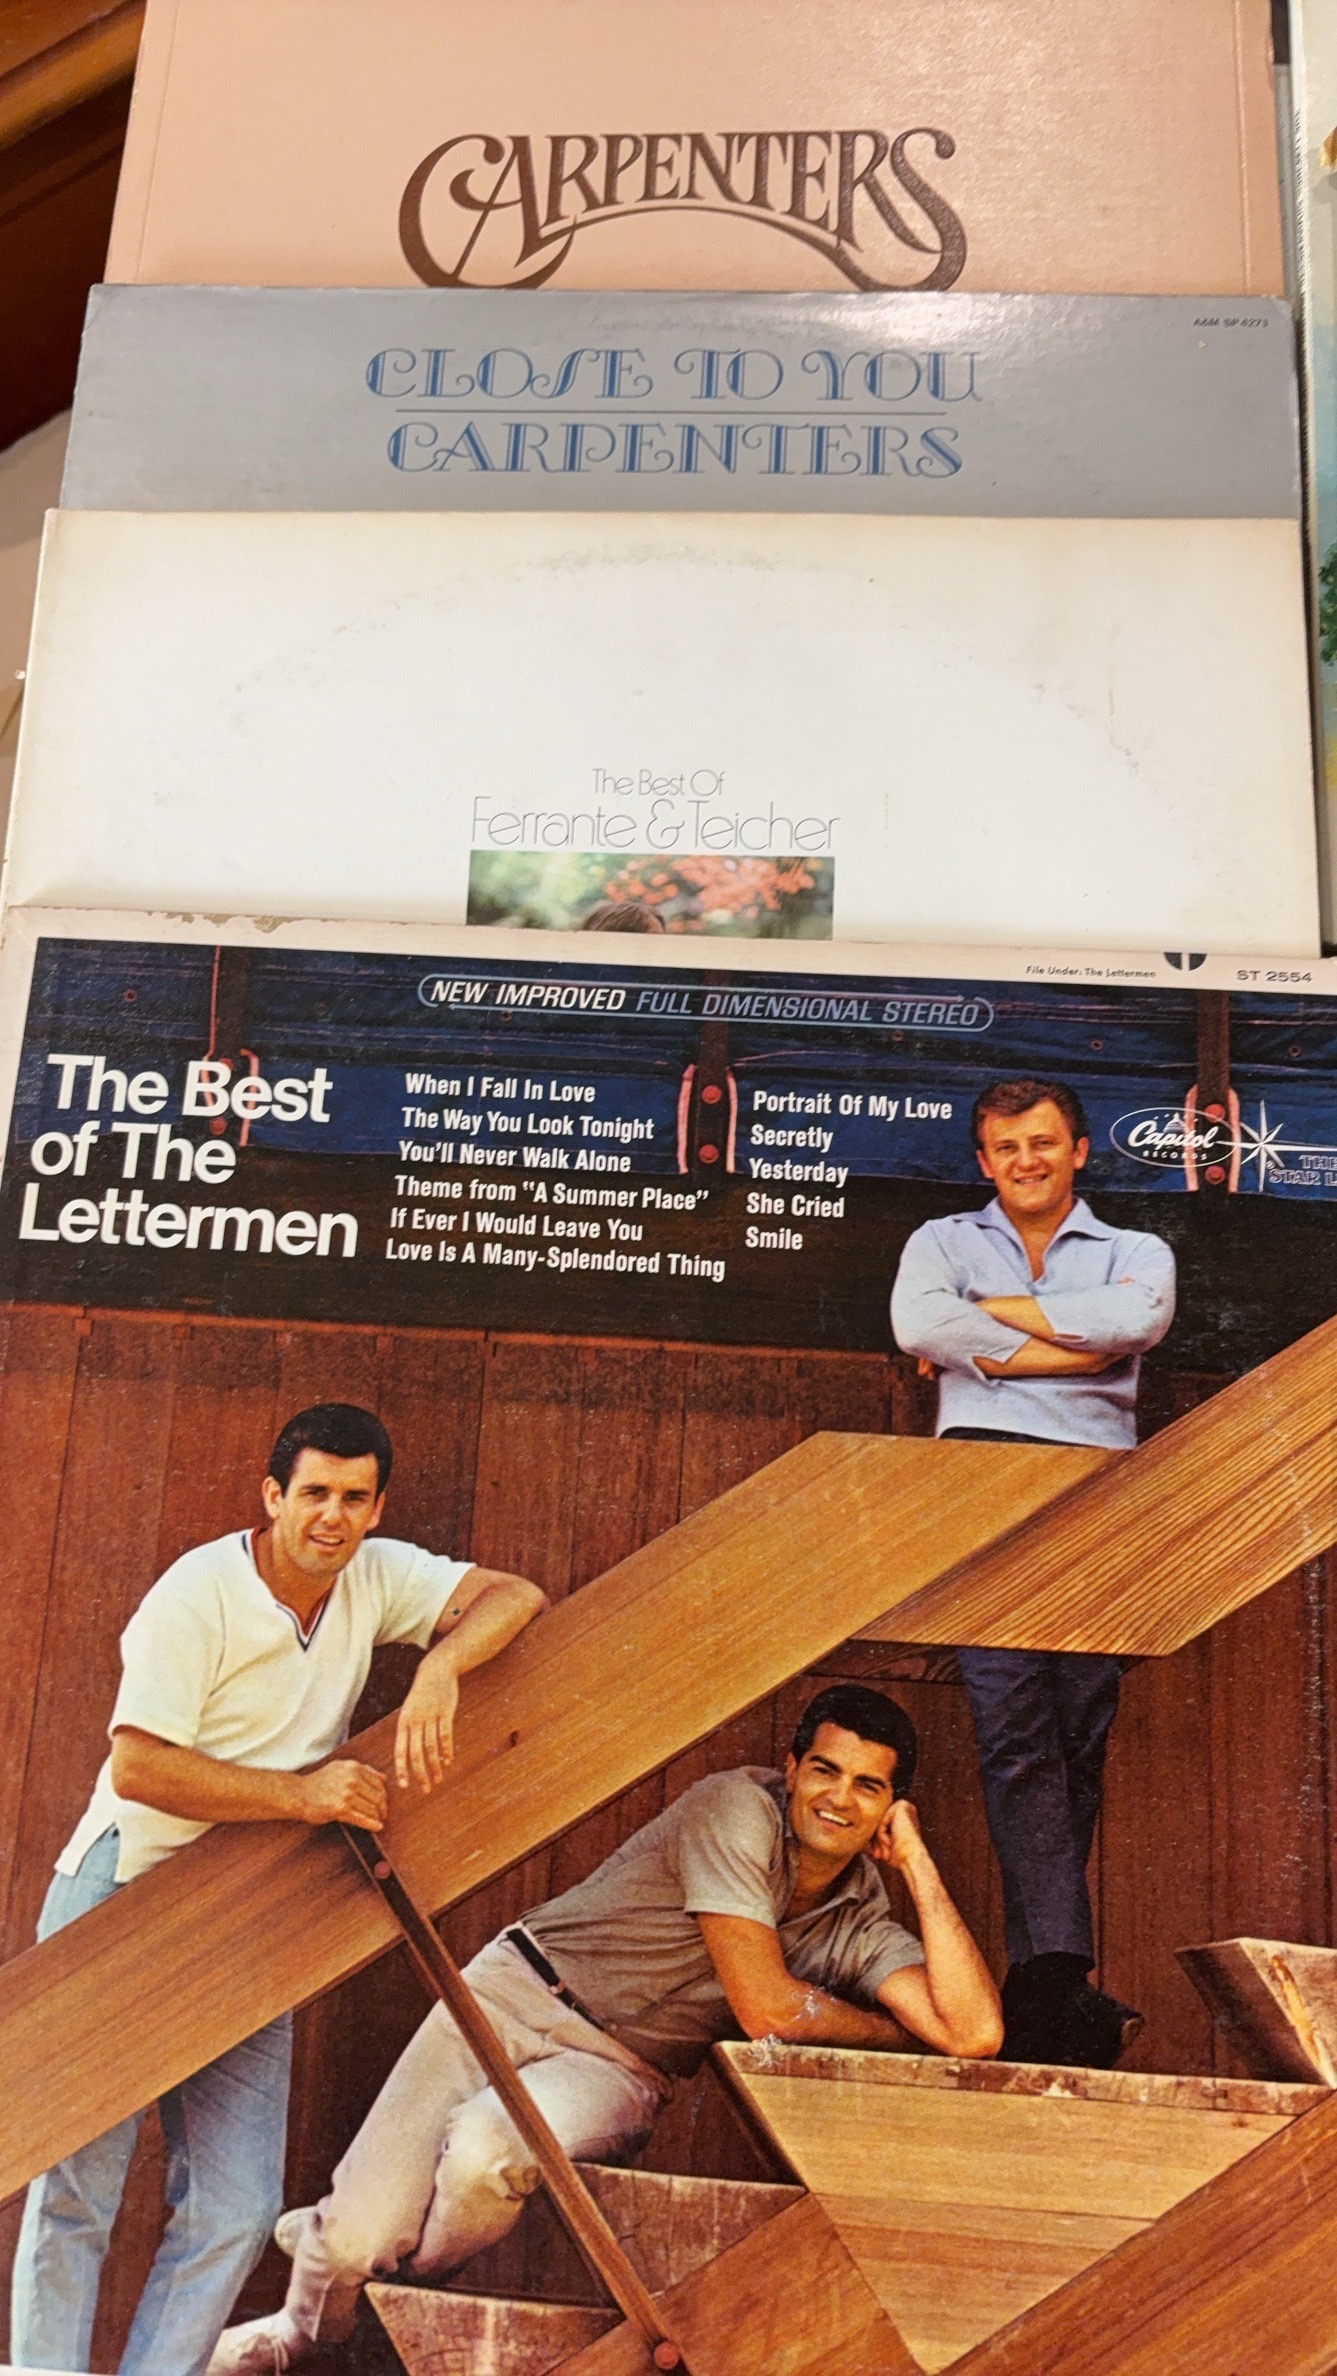 CARPENTERS
A&M SP 4271
CLOSE TO YOU
CARPENTERS
The Best Of
Ferrante & Teicher
File Under: The Lettermen
ST 2554
NEW IMPROVED FULL DIMENSIONAL STEREO
The Best
of The
Lettermen
When I Fall In Love
The Way You Look Tonight
You'll Never Walk Alone
Theme from "A Summer Place"
If Ever I Would Leave You
Love Is A Many-Splendored Thing
Portrait Of My Love
Secretly
Yesterday
She Cried
Smile
Capitol
RECORDS
THE
STAR L